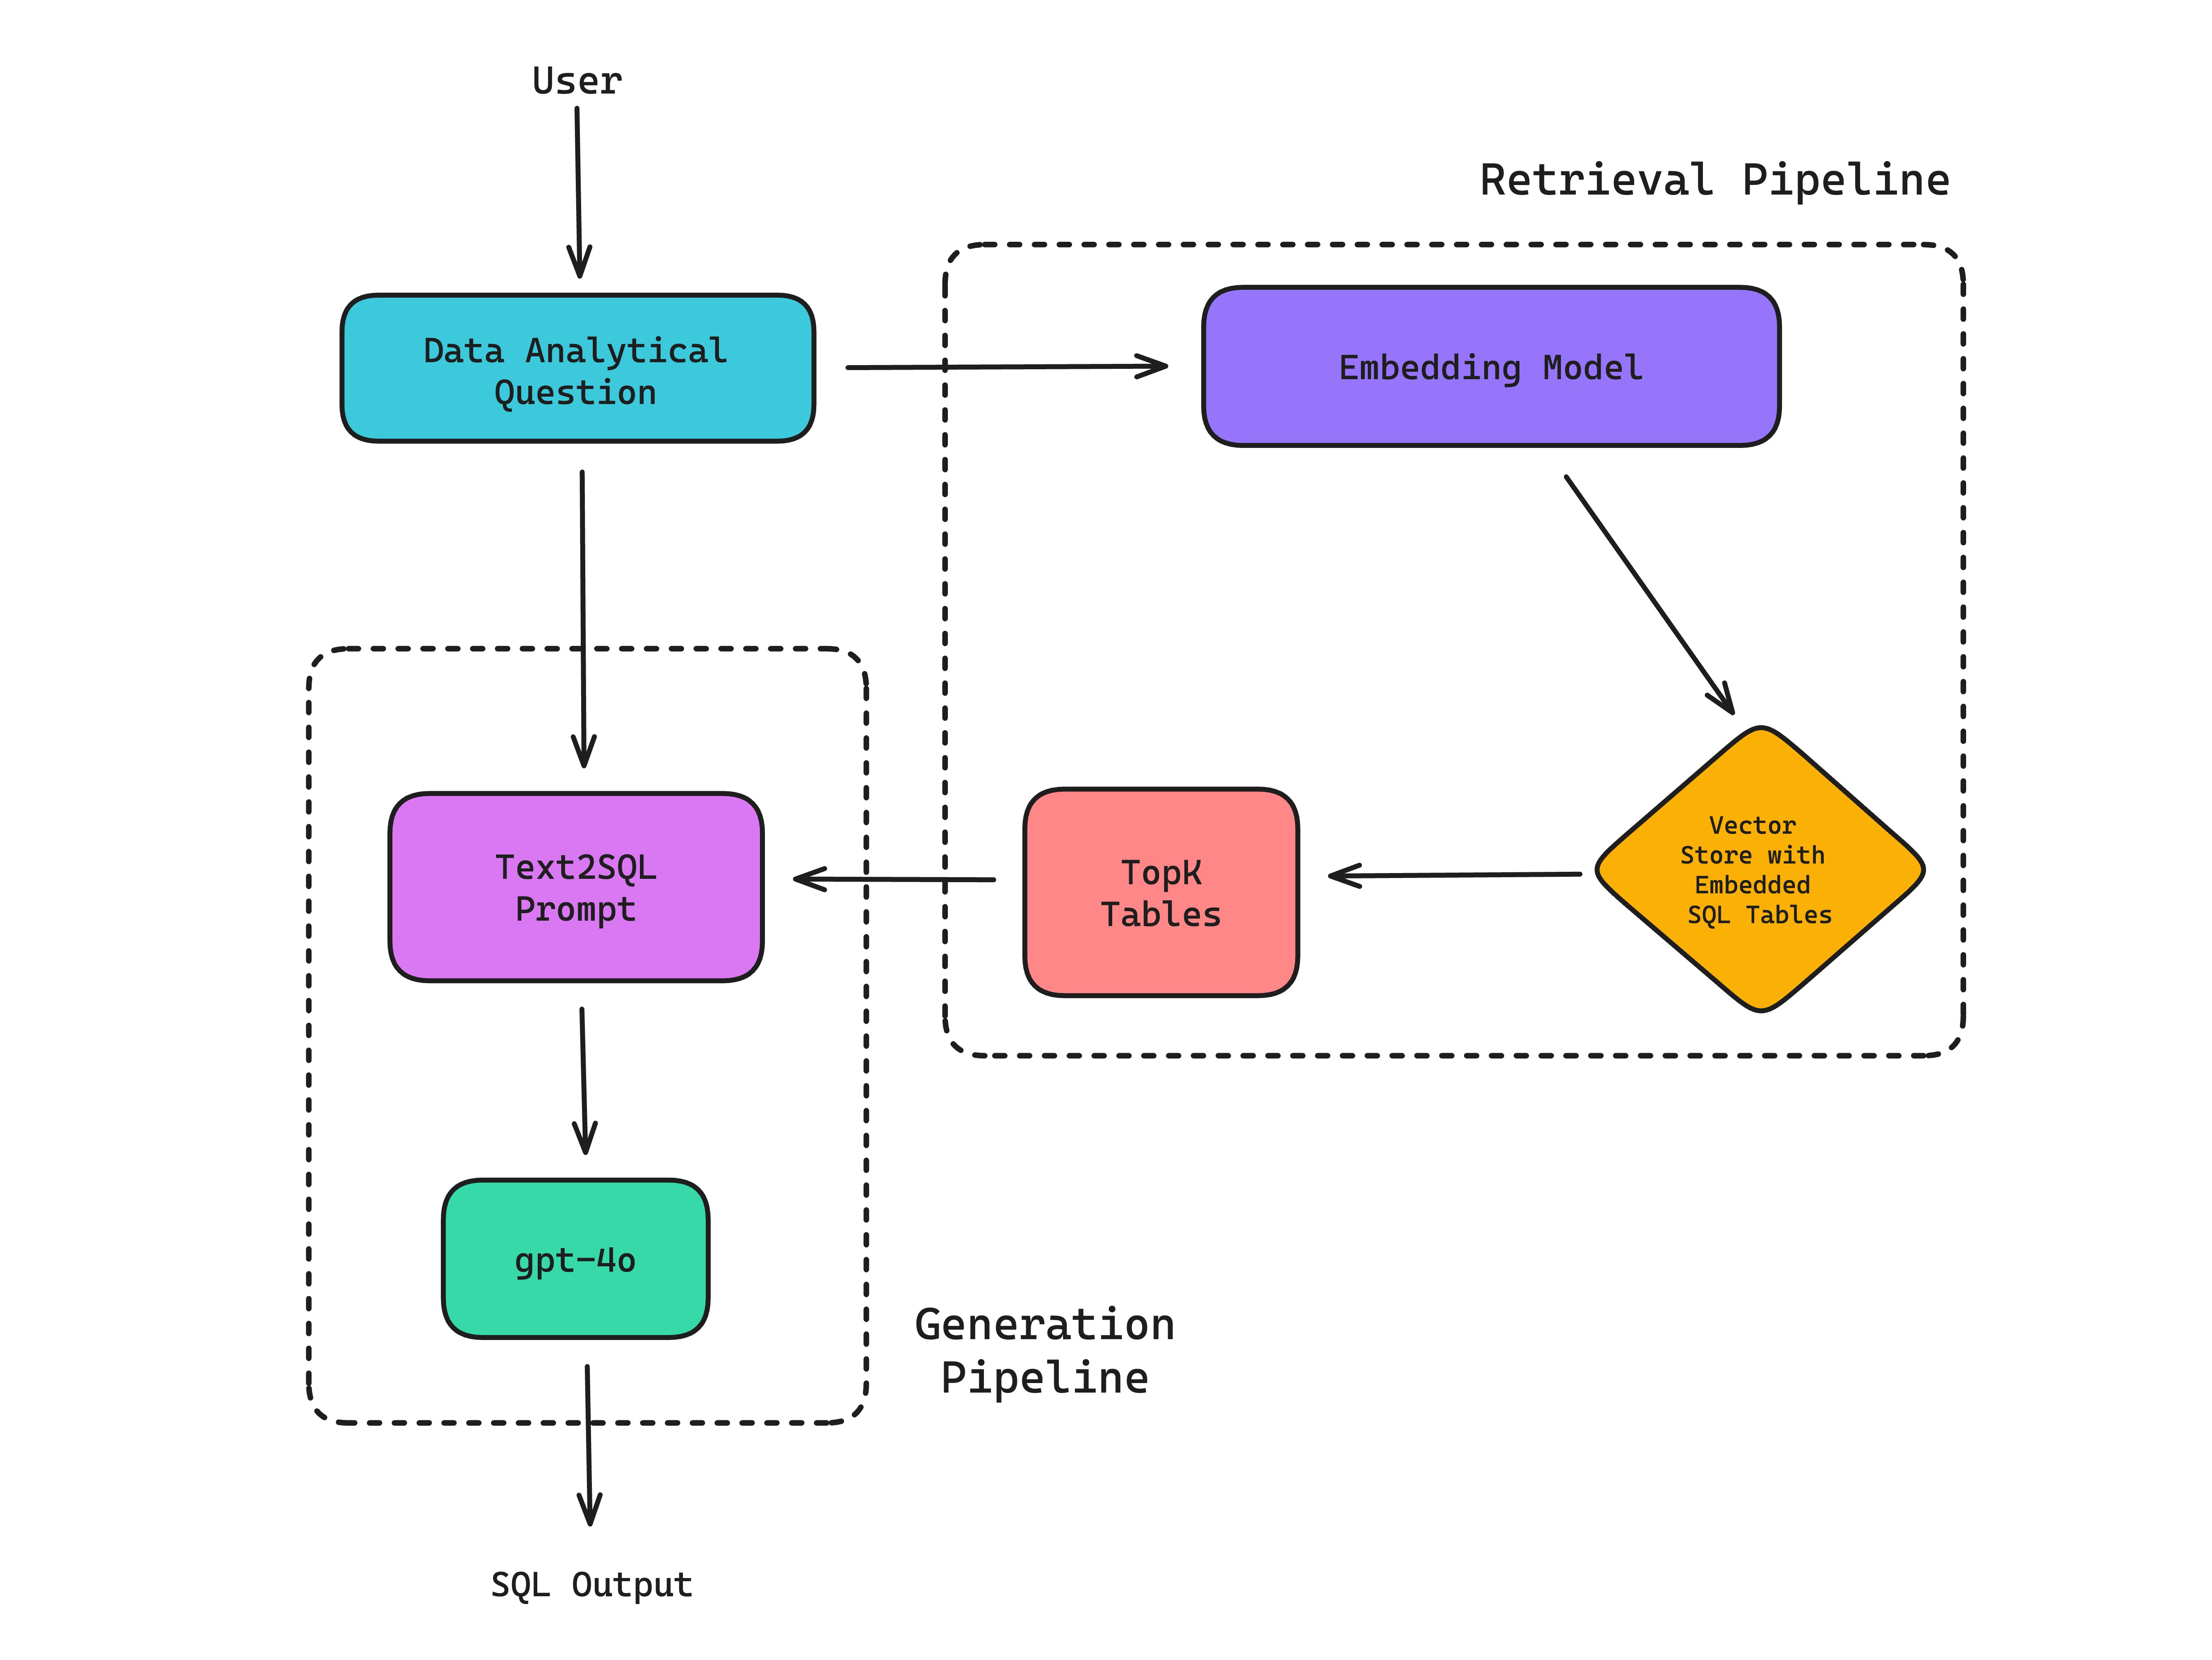 User
Retrieval Pipeline
Data Analytical
Question
Embedding Model
Text2SQL
Prompt
TopK
Tables
Vector
Store with
Embedded
SQL Tables
gpt-4o
Generation
Pipeline
SQL Output